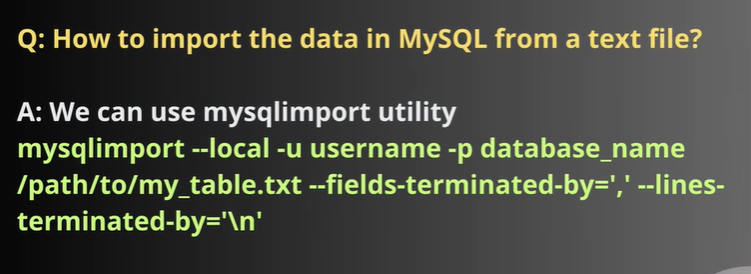 Q: How to import the data in MySQL from a text file?
A: We can use mysqlimport utility
mysqlimport --local -u username -p database_name
/path/to/my_table.txt --fields-terminated-by=',' --lines-
terminated-by='\n'